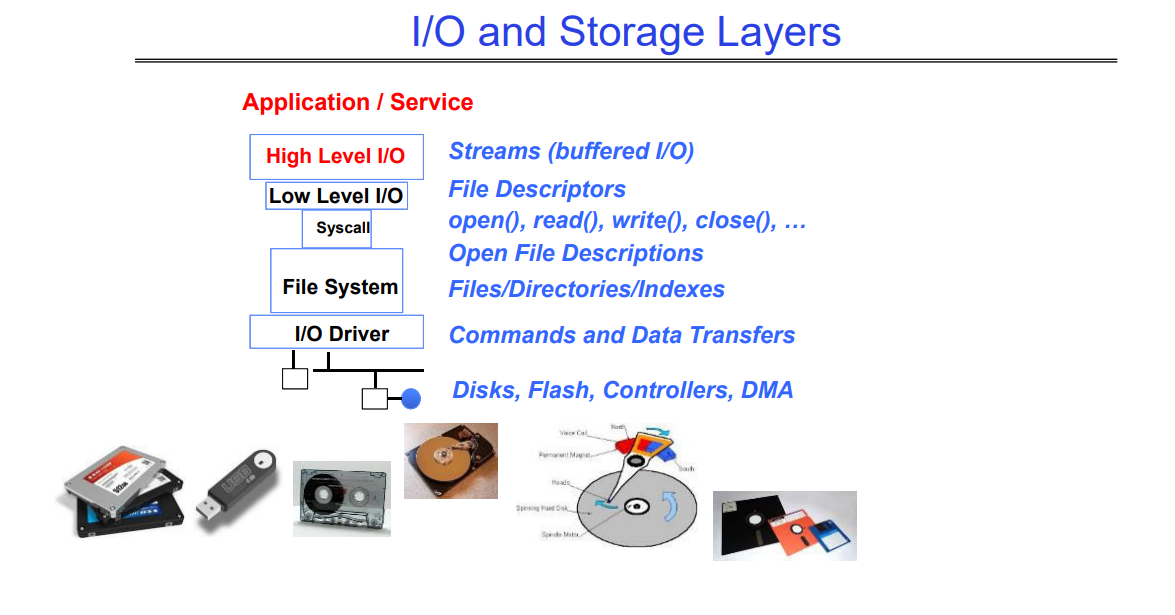 I/O and Storage Layers
Application / Service
High Level I/O
Streams (buffered I/O)
Low Level I/O
File Descriptors
Syscall
open(), read(), write(), close(), …
Open File Descriptions
File System
Files/Directories/Indexes
I/O Driver
Commands and Data Transfers
Disks, Flash, Controllers, DMA
North
Voice Coil
Permanent Magnet
South
Heads
Spinning Hard Disk
Spindle Motor
USB